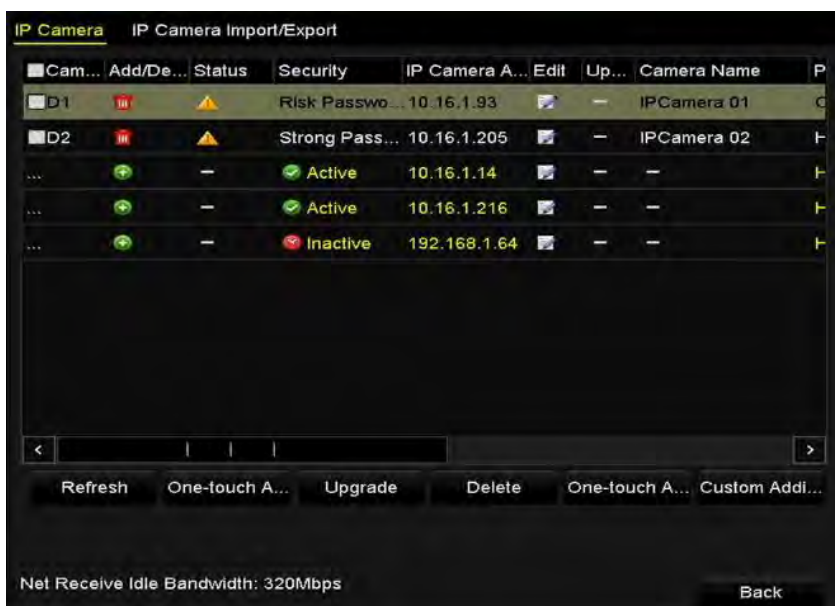 IP Camera IP Camera Import/Export
Cam... Add/De... Status Security IP Camera A... Edit Up... Camera Name P
D1 Risk Passwo... 10.16.1.93 – IPCamera 01
D2 Strong Pass... 10.16.1.205 – IPCamera 02 H
... – Active 10.16.1.14 – – H
... – Active 10.16.1.216 – – H
... – Inactive 192.168.1.64 – – H
Refresh One-touch A... Upgrade Delete One-touch A... Custom Addi...
Net Receive Idle Bandwidth: 320Mbps
Back